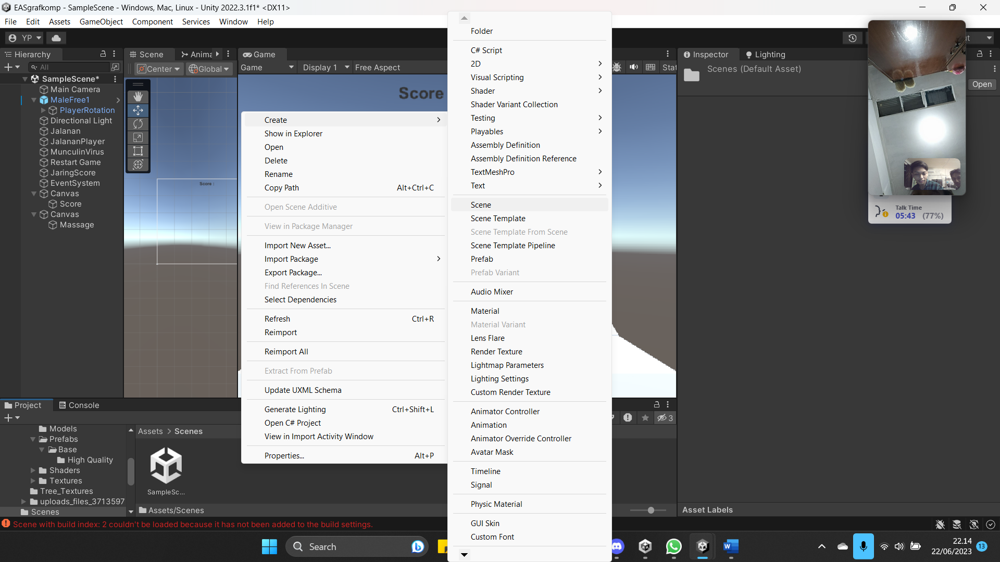 EASgrafkomp - SampleScene - Windows, Mac, Linux - Unity 2022.3.1f1* <DX11>
File Edit Assets GameObject Component Services Window Help
YP
Hierarchy
All
SampleScene*
Main Camera
MaleFree1
PlayerRotation
Directional Light
Jalanan
JalananPlayer
MunculinVirus
Restart Game
JaringScore
EventSystem
Canvas
Score
Canvas
Massage
Scene
Anima
Center
Global
Score :
Game
Game
Display 1
Free Aspect
Stat
Score
Create
Show in Explorer
Open
Delete
Rename
Copy Path Alt+Ctrl+C
Open Scene Additive
View in Package Manager
Import New Asset...
Import Package
Export Package...
Find References In Scene
Select Dependencies
Refresh Ctrl+R
Reimport
Reimport All
Extract From Prefab
Update UXML Schema
Generate Lighting Ctrl+Shift+L
Open C# Project
View in Import Activity Window
Properties... Alt+P
Folder
C# Script
2D
Visual Scripting
Shader
Shader Variant Collection
Testing
Playables
Assembly Definition
Assembly Definition Reference
TextMeshPro
Text
Scene
Scene Template
Scene Template From Scene
Scene Template Pipeline
Prefab
Prefab Variant
Audio Mixer
Material
Material Variant
Lens Flare
Render Texture
Lightmap Parameters
Lighting Settings
Custom Render Texture
Animator Controller
Animation
Animator Override Controller
Avatar Mask
Timeline
Signal
Physic Material
GUI Skin
Custom Font
Inspector
Lighting
Scenes (Default Asset)
Open
Talk Time
05:43 (77%)
Asset Labels
Project
Console
3
Models
Prefabs
Base
High Quality
Shaders
Textures
Tree_Textures
uploads_files_3713597
Scenes
Assets > Scenes
SampleSc...
Assets/Scenes
Scene with build index: 2 couldn't be loaded because it has not been added to the build settings.
Search
22.14
22/06/2023
13